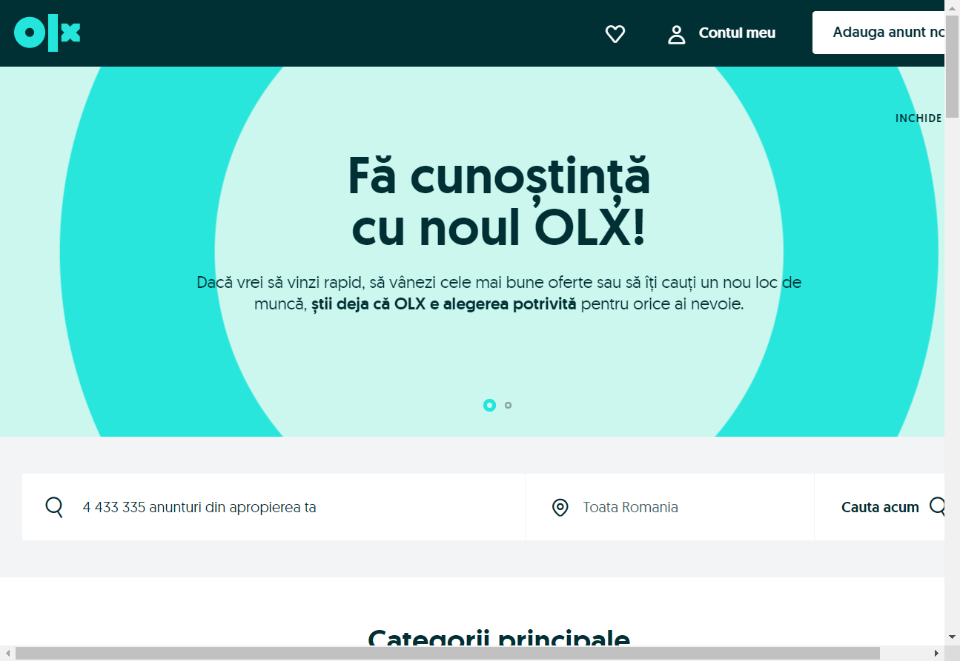 olx
Contul meu
Adauga anunt
INCHIDE
Fă cunoștință
cu noul OLX!
Dacă vrei să vinzi rapid, să vânezi cele mai bune oferte sau să îți cauți un nou loc de
muncă, știi deja că OLX e alegerea potrivită pentru orice ai nevoie.
4 433 335 anunturi din apropierea ta
Toata Romania
Cauta acum
Categorii principale